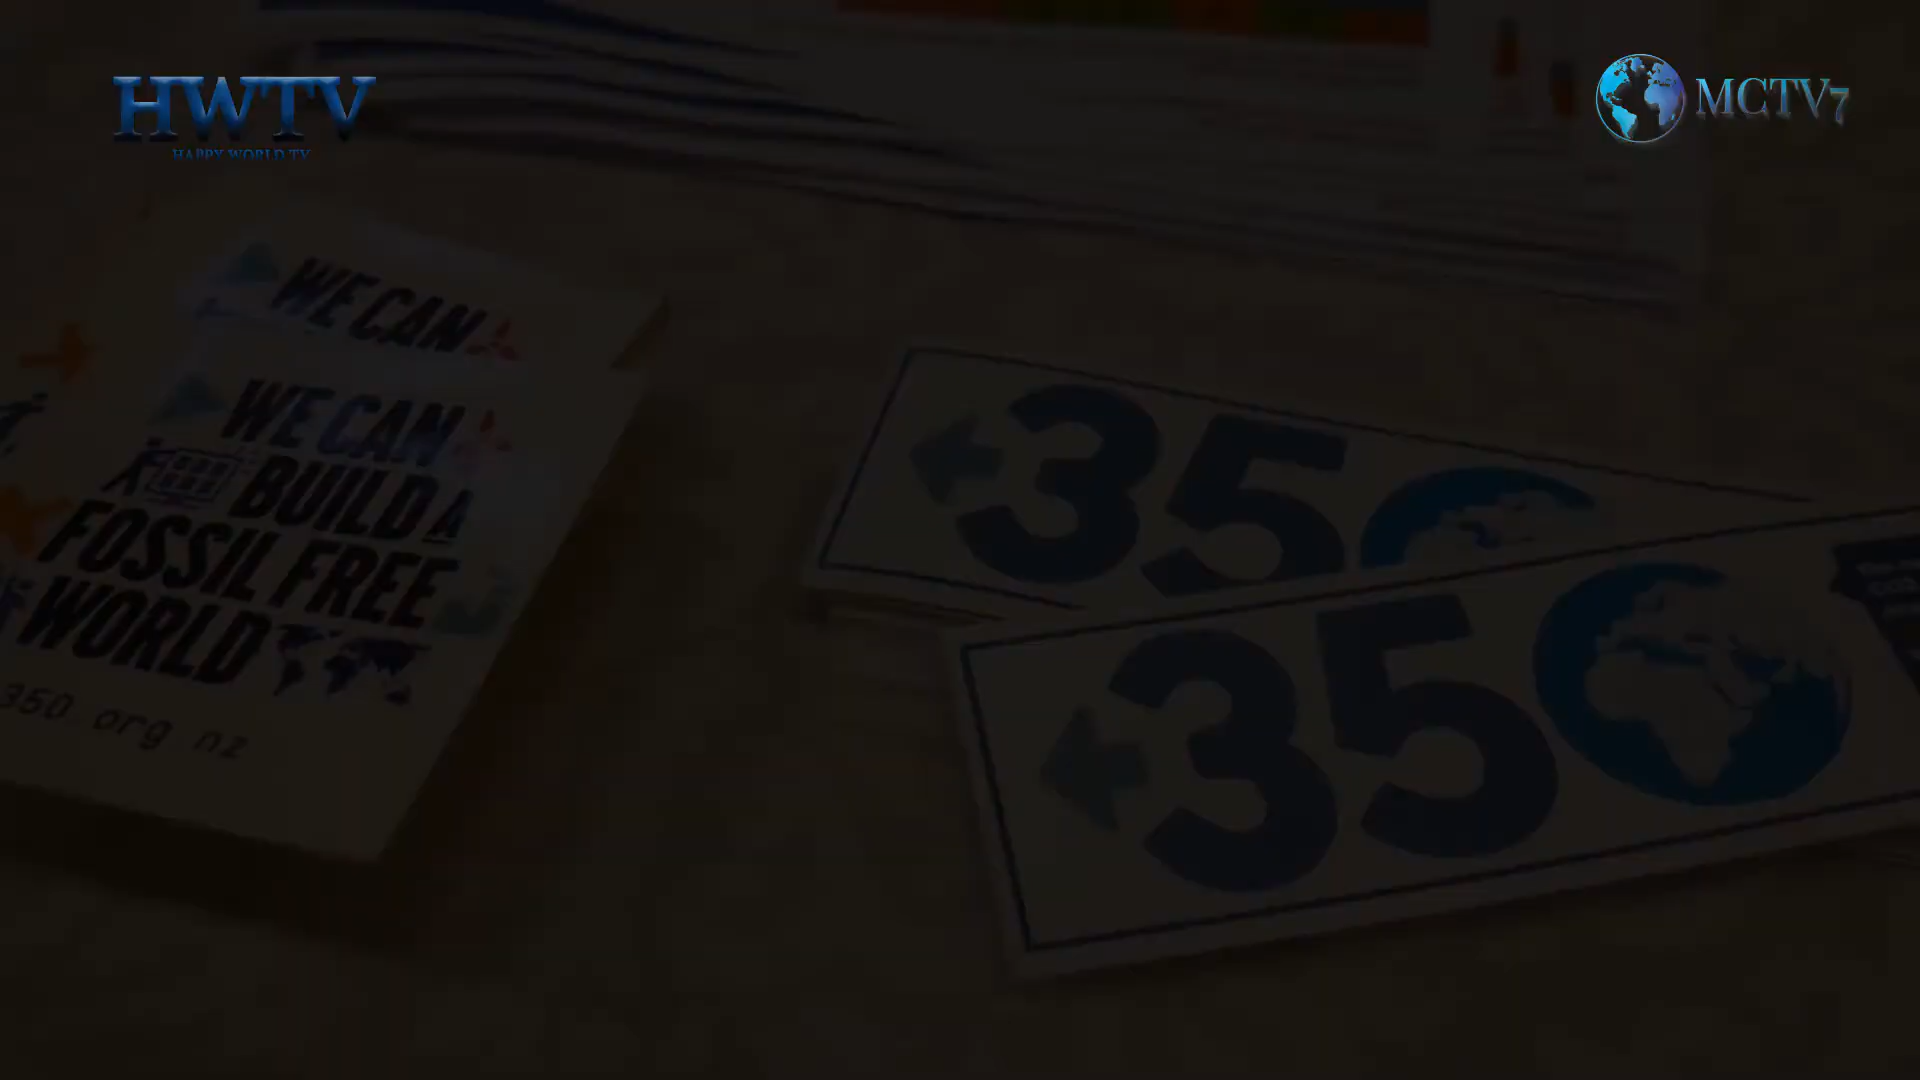 HWTV
HAPPY WORLD TV
MCTV7
WE CAN
WE CAN
BUILD A
FOSSIL FREE
WORLD
350 org nz
350
350